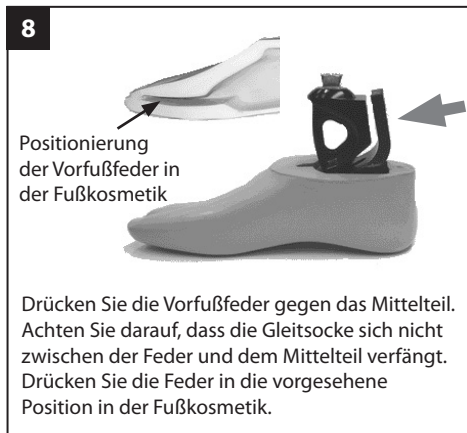 8
Positionierung
der Vorfußfeder in
der Fußkosmetik
Drücken Sie die Vorfußfeder gegen das Mittelteil.
Achten Sie darauf, dass die Gleitsocke sich nicht
zwischen der Feder und dem Mittelteil verfängt.
Drücken Sie die Feder in die vorgesehene
Position in der Fußkosmetik.